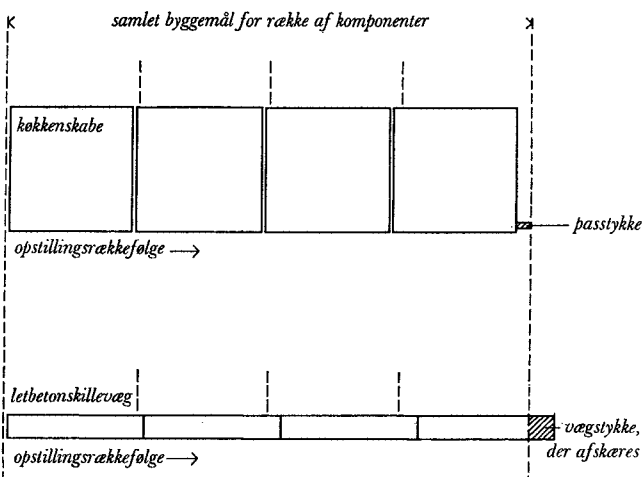 samlet byggemål for række af komponenter
køkkenskabe
passtykke
opstillingsrækkefølge
letbetonskillevæg
vægstykke,
der afskæres
opstillingsrækkefølge